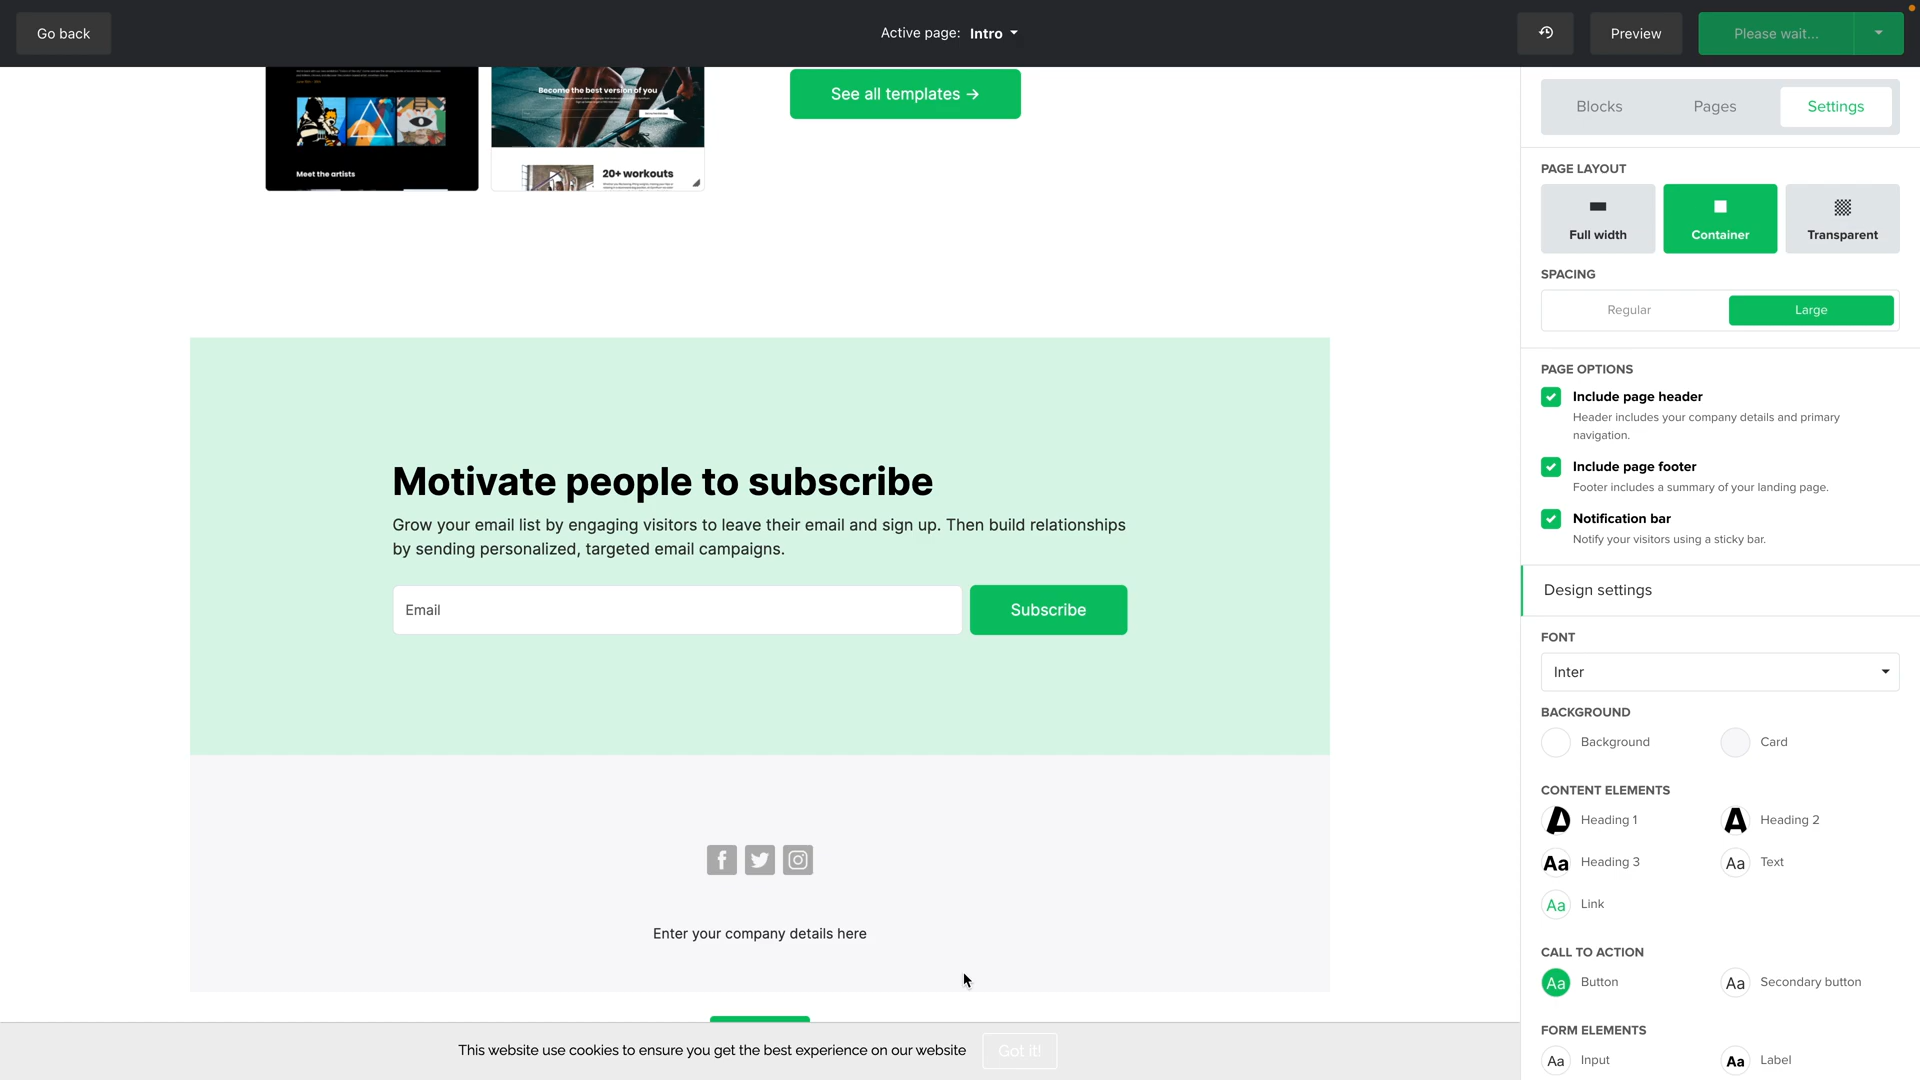 Go back
Active page: Intro
Preview
Please wait...
Become the best version of you
Meet the artists
20+ workouts
See all templates →
Blocks
Pages
Settings
PAGE LAYOUT
Full width
Container
Transparent
SPACING
Regular
Large
PAGE OPTIONS
Include page header
Header includes your company details and primary
navigation.
Include page footer
Footer includes a summary of your landing page.
Notification bar
Notify your visitors using a sticky bar.
Motivate people to subscribe
Grow your email list by engaging visitors to leave their email and sign up. Then build relationships
by sending personalized, targeted email campaigns.
Email
Subscribe
Enter your company details here
Design settings
FONT
Inter
BACKGROUND
Background
Card
CONTENT ELEMENTS
A Heading 1
A Heading 2
Aa Heading 3
Aa Text
Aa Link
CALL TO ACTION
Aa Button
Aa Secondary button
FORM ELEMENTS
Aa Input
Aa Label
This website use cookies to ensure you get the best experience on our website
Got it!